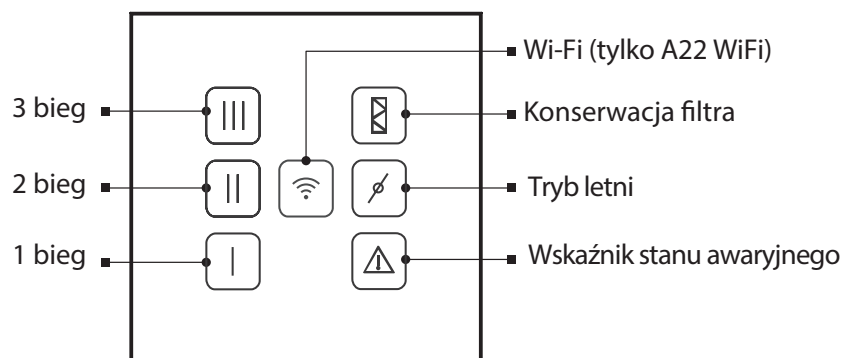 Wi-Fi (tylko A22 WiFi)
3 bieg
Konserwacja filtra
2 bieg
Tryb letni
1 bieg
Wskaźnik stanu awaryjnego